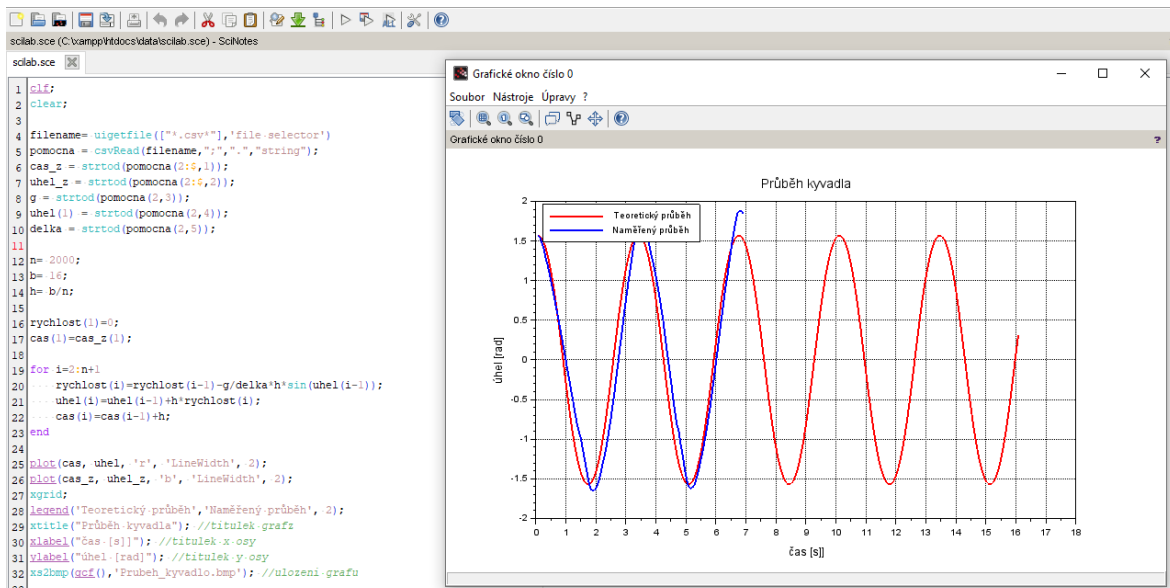 scilab.sce (C:\xampp\htdocs\data\scilab.sce) - SciNotes
scilab.sce
1 clf;
2 clear;
3
4 filename= uigetfile(["*.csv*"],'file selector')
5 pomocna = csvRead(filename,";",".","string");
6 cas_z = strtod(pomocna(2:$,1));
7 uhel_z = strtod(pomocna(2:$,2));
8 g = strtod(pomocna(2,3));
9 uhel(1) = strtod(pomocna(2,4));
10 delka = strtod(pomocna(2,5));
11
12 n= 2000;
13 b= 16;
14 h= b/n;
15
16 rychlost(1)=0;
17 cas(1)=cas_z(1);
18
19 for i=2:n+1
20 rychlost(i)=rychlost(i-1)-g/delka*h*sin(uhel(i-1));
21 uhel(i)=uhel(i-1)+h*rychlost(i);
22 cas(i)=cas(i-1)+h;
23 end
24
25 plot(cas, uhel, 'r', 'LineWidth', 2);
26 plot(cas_z, uhel_z, 'b', 'LineWidth', 2);
27 xgrid;
28 legend('Teoretický průběh','Naměřený průběh', 2);
29 xtitle("Průběh kyvadla"); //titulek grafz
30 xlabel("čas [s]]"); //titulek x osy
31 ylabel("úhel [rad]"); //titulek y osy
32 xs2bmp(gcf(),'Prubeh_kyvadlo.bmp'); //ulozeni grafu
Grafické okno číslo 0
Soubor Nástroje Úpravy ?
Grafické okno číslo 0
?
Průběh kyvadla
Teoretický průběh
Naměřený průběh
2
1.5
1
0.5
0
-0.5
-1
-1.5
-2
úhel [rad]
0 1 2 3 4 5 6 7 8 9 10 11 12 13 14 15 16 17 18
čas [s]]